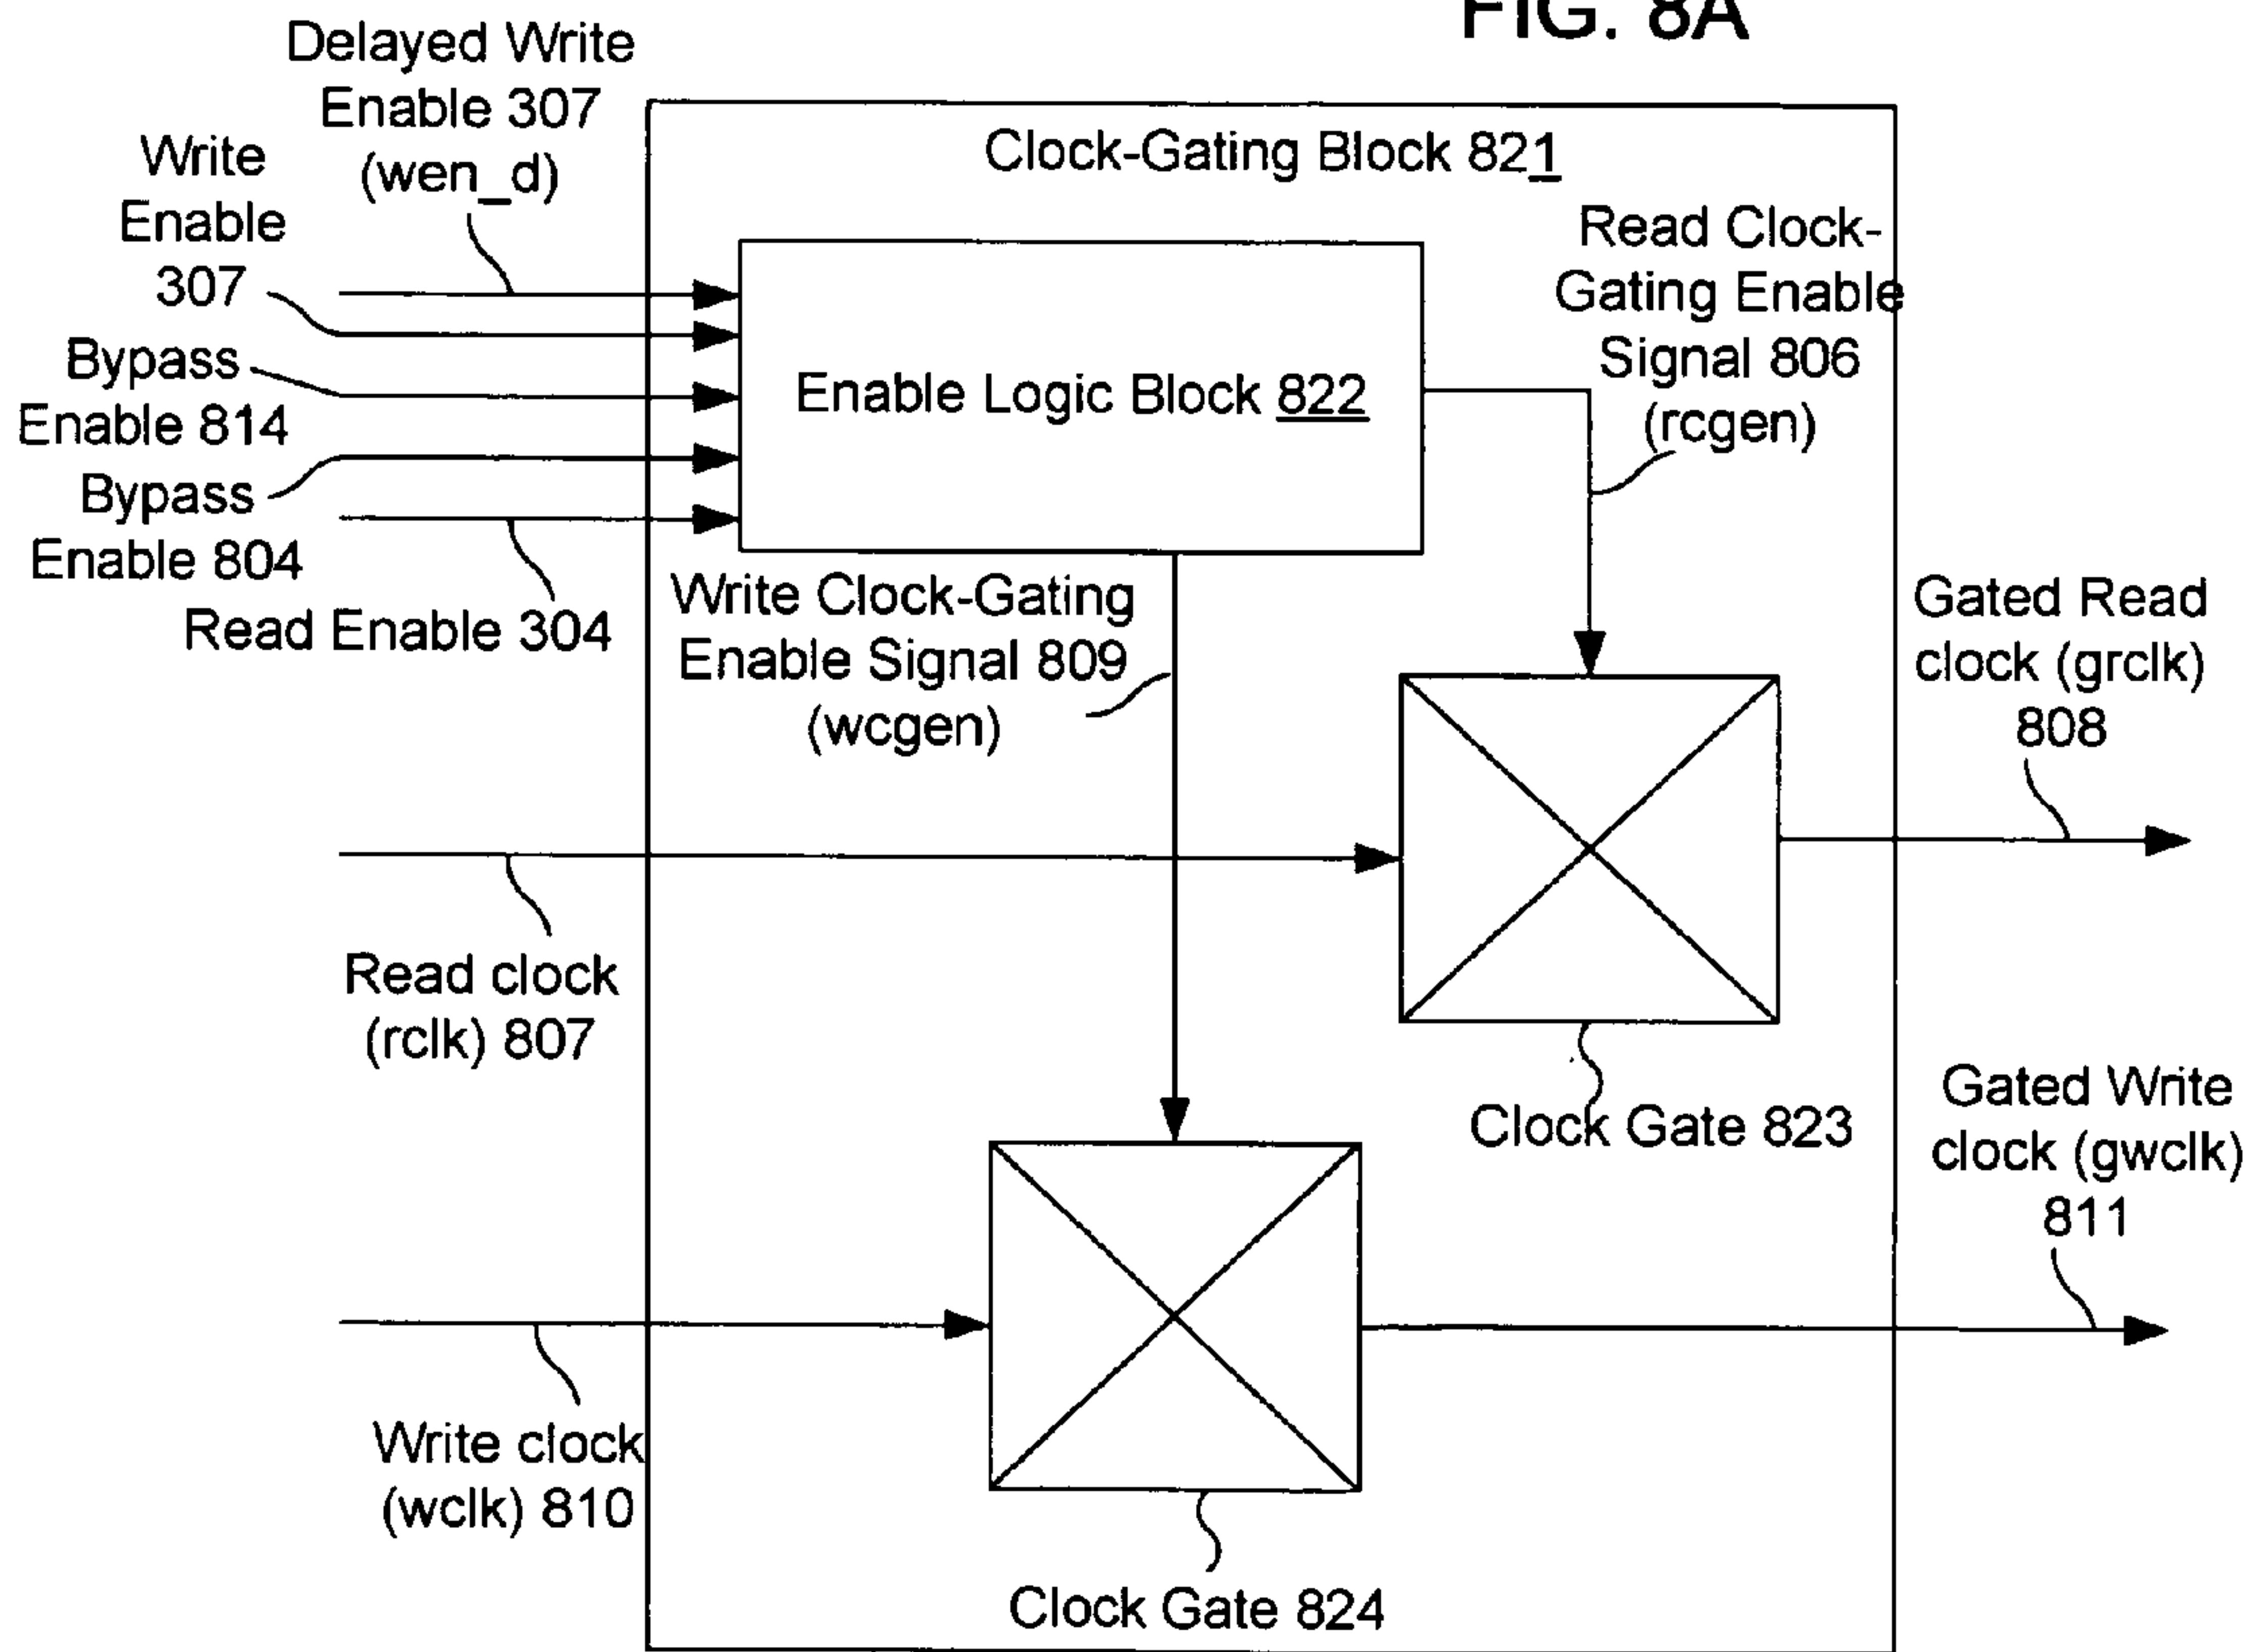 FIG. 8A
Delayed Write
Enable 307
(wen_d)
Write
Enable
307
Bypass
Enable 814
Bypass
Enable 804
Read Enable 304
Clock-Gating Block 821
Enable Logic Block 822
Read Clock-
Gating Enable
Signal 806
(rcgen)
Write Clock-Gating
Enable Signal 809
(wcgen)
Gated Read
clock (grclk)
808
Read clock
(rclk) 807
Clock Gate 823
Gated Write
clock (gwclk)
811
Write clock
(wclk) 810
Clock Gate 824